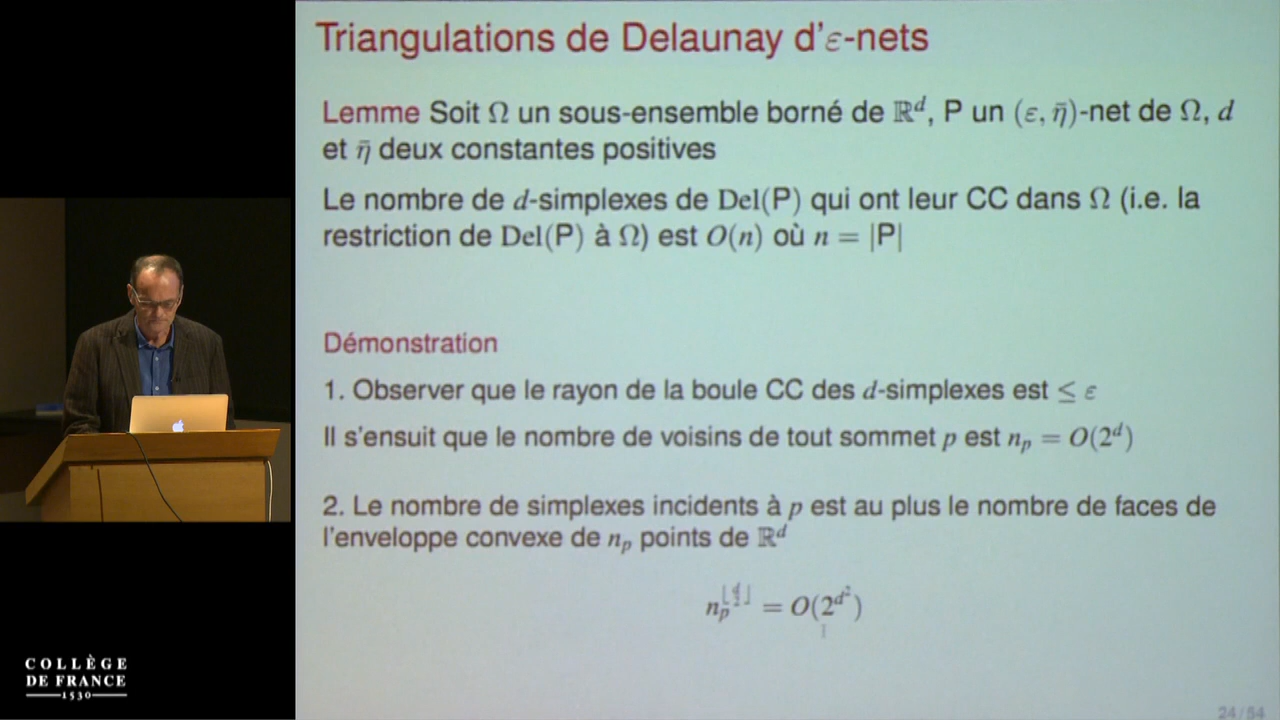 Triangulations de Delaunay d'ε-nets
Lemme Soit Ω un sous-ensemble borné de ℝ^d, P un (ε, η̄)-net de Ω, d
et η̄ deux constantes positives
Le nombre de d-simplexes de Del(P) qui ont leur CC dans Ω (i.e. la
restriction de Del(P) à Ω) est O(n) où n = |P|
Démonstration
1. Observer que le rayon de la boule CC des d-simplexes est ≤ ε
Il s'ensuit que le nombre de voisins de tout sommet p est n_p = O(2^d)
2. Le nombre de simplexes incidents à p est au plus le nombre de faces de
l'enveloppe convexe de n_p points de ℝ^d
n_p^{⌊d/2⌋} = O(2^{d^2})
24/54
COLLÈGE
DE FRANCE
1530